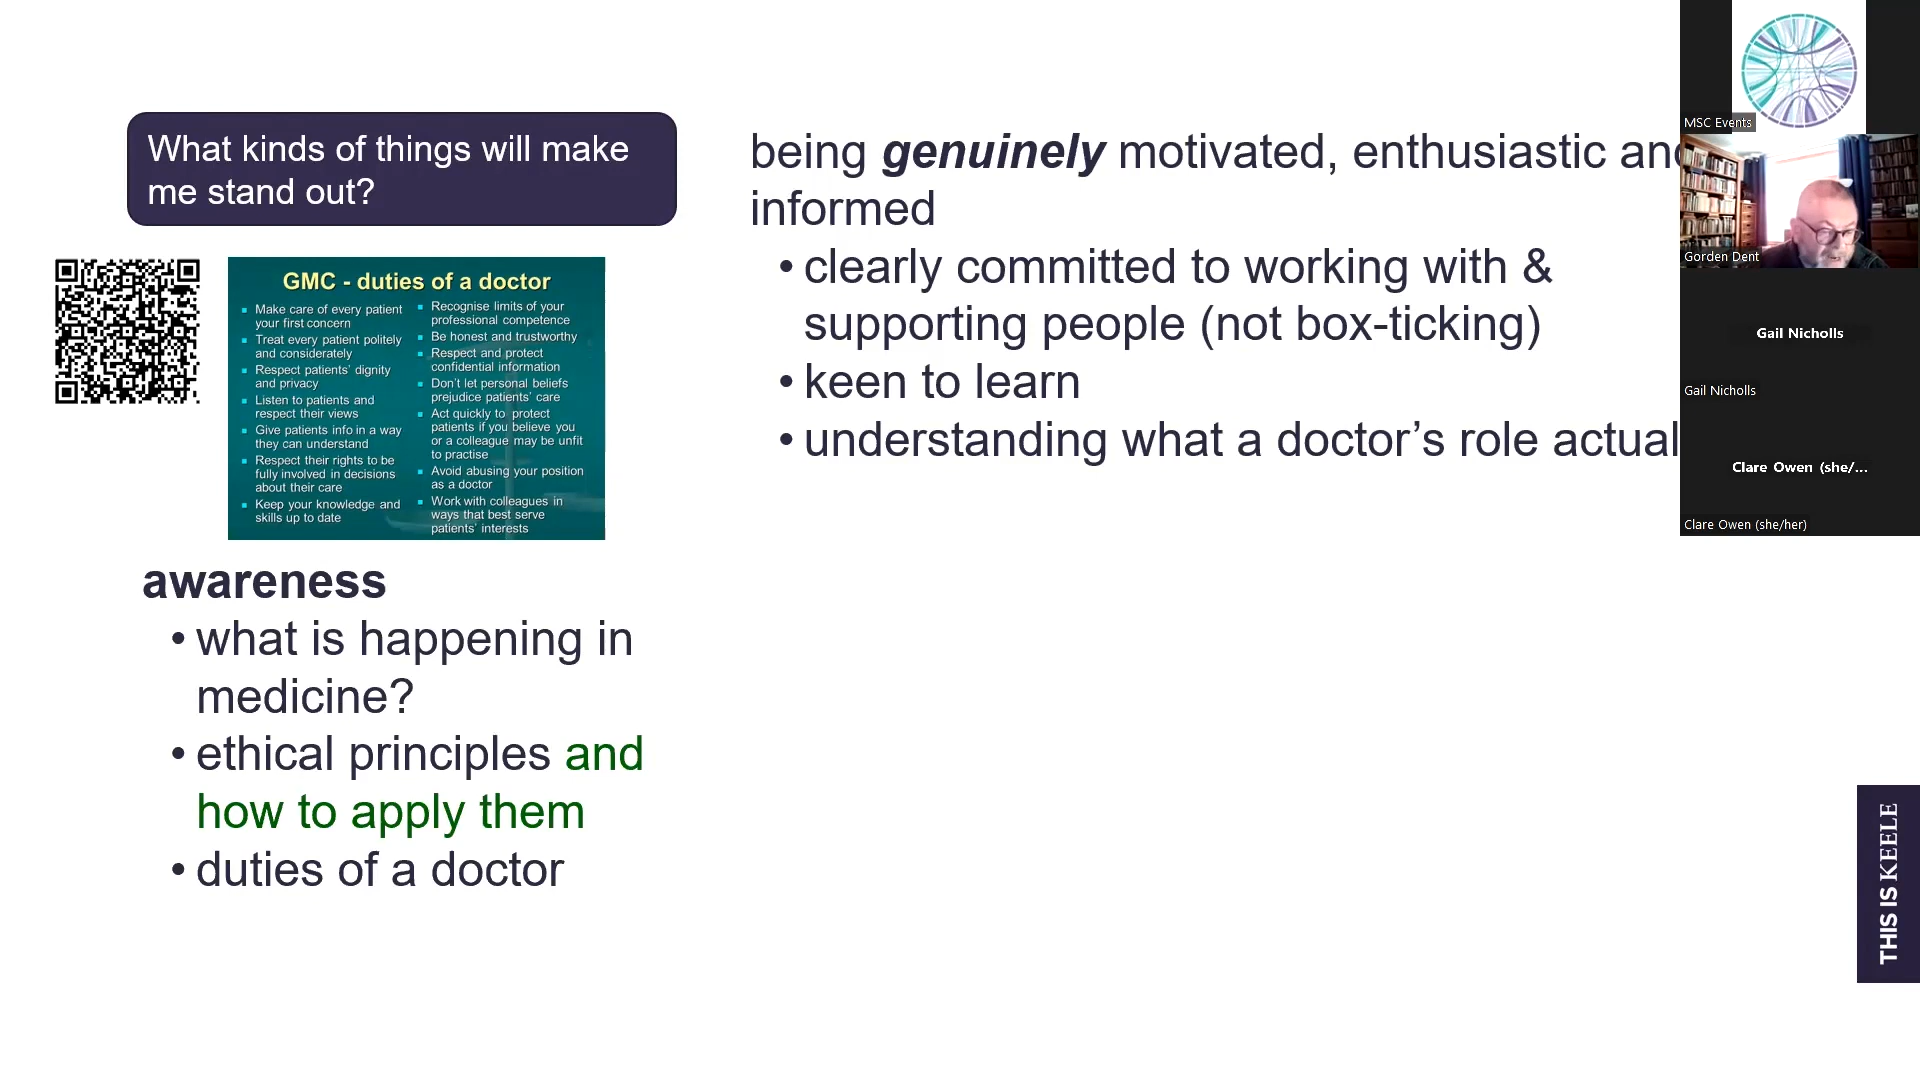 What kinds of things will make
me stand out?
GMC - duties of a doctor
Make care of every patient
your first concern
Treat every patient politely
and considerately
Respect patients' dignity
and privacy
Listen to patients and
respect their views
Give patients info in a way
they can understand
Respect their rights to be
fully involved in decisions
about their care
Keep your knowledge and
skills up to date
Recognise limits of your
professional competence
Be honest and trustworthy
Respect and protect
confidential information
Don't let personal beliefs
prejudice patients' care
Act quickly to protect
patients if you believe you
or a colleague may be unfit
to practise
Avoid abusing your position
as a doctor
Work with colleagues in
ways that best serve
patients' interests
awareness
• what is happening in
medicine?
• ethical principles and
how to apply them
• duties of a doctor
being genuinely motivated, enthusiastic and
informed
• clearly committed to working with &
supporting people (not box-ticking)
• keen to learn
• understanding what a doctor’s role actual
MSC Events
Gorden Dent
Gail Nicholls
Gail Nicholls
Clare Owen (she/...
Clare Owen (she/her)
THIS IS KEELE